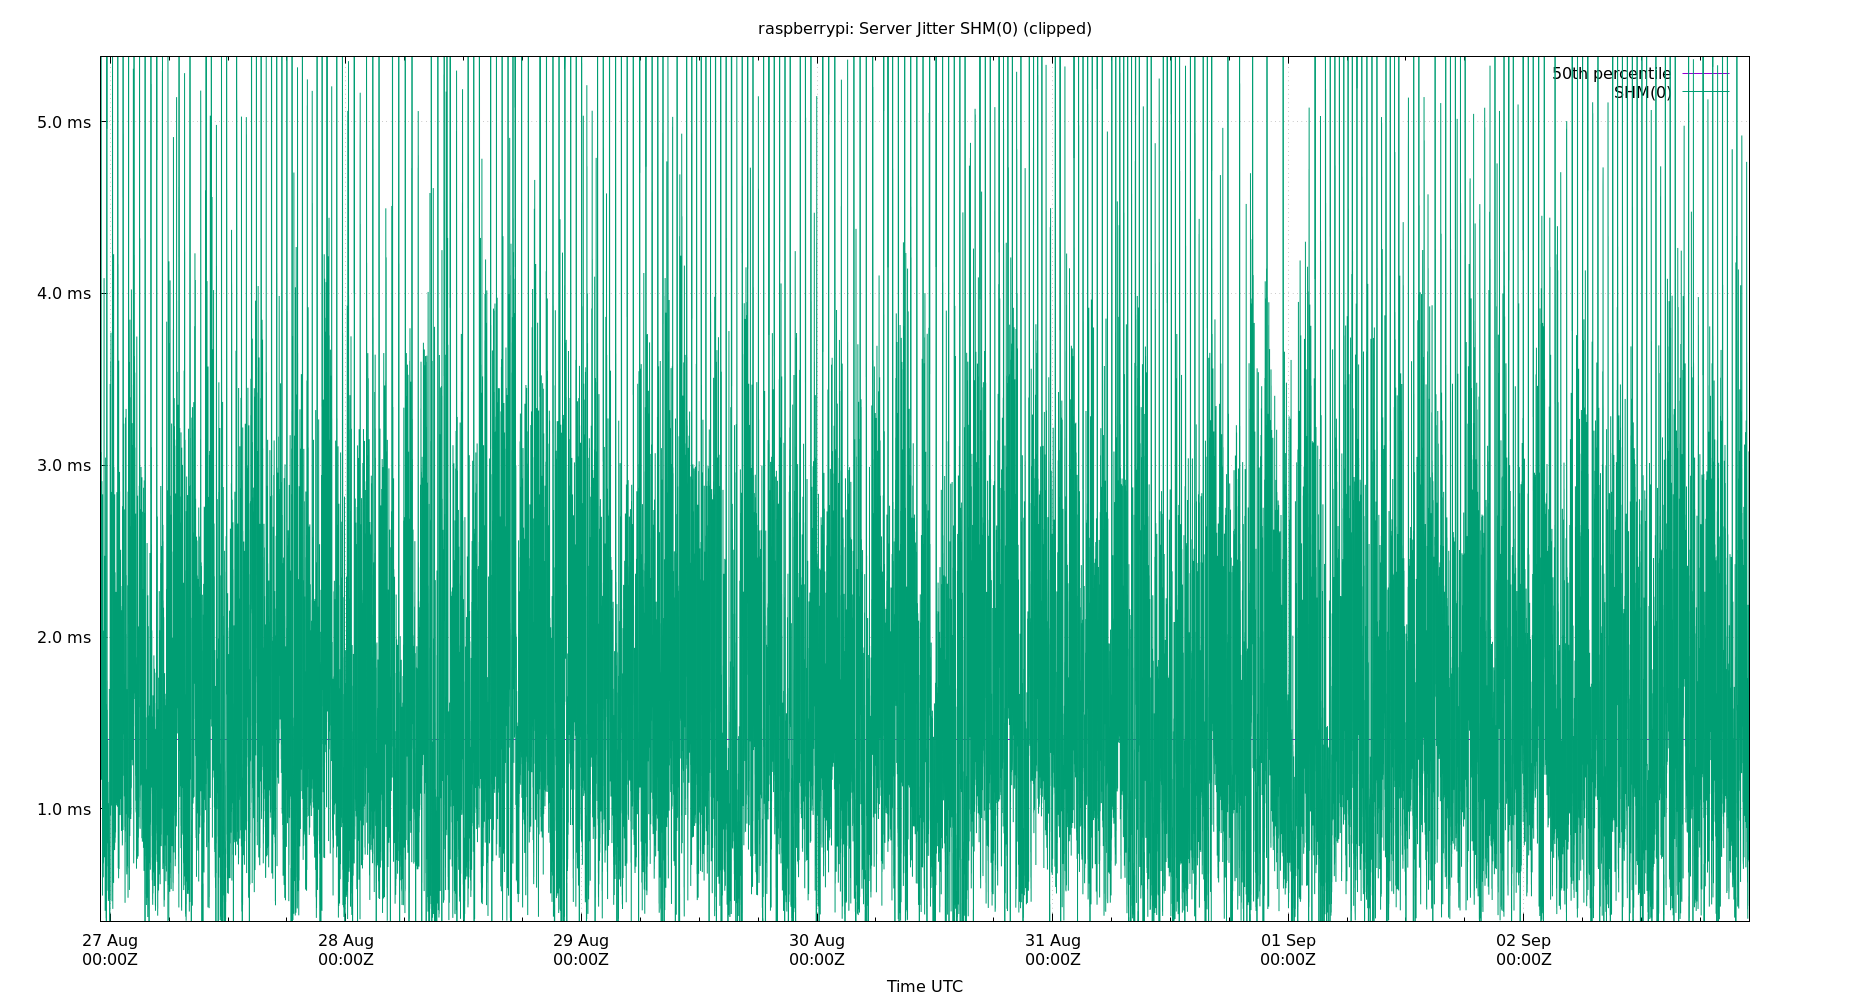 raspberrypi: Server Jitter SHM(0) (clipped)
50th percentile
SHM(0)
5.0 ms
4.0 ms
3.0 ms
2.0 ms
1.0 ms
27 Aug 28 Aug 29 Aug 30 Aug 31 Aug 01 Sep 02 Sep
00:00Z 00:00Z 00:00Z 00:00Z 00:00Z 00:00Z 00:00Z
Time UTC